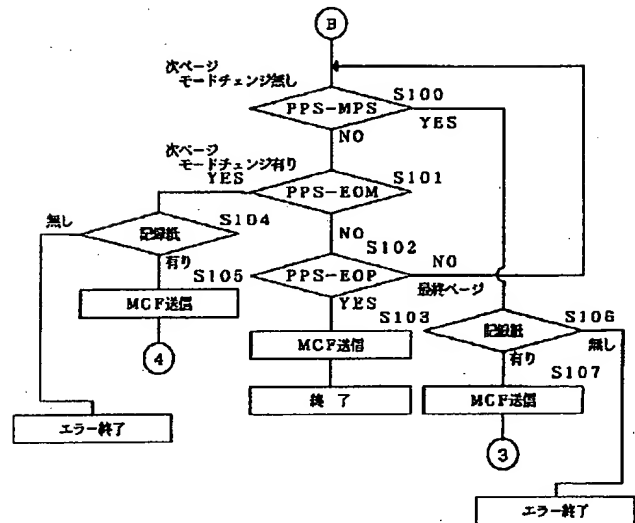 B
次ページ
モードチェンジ無し
S100
PPS-MPS
YES
NO
次ページ
モードチェンジ有り
YES
S101
PPS-EOM
無し
S104
記録紙
有り
NO
S102
S105
PPS-EOP
NO
最終ページ
YES
MCF送信
4
S103
MCF送信
終了
記録紙
S106
無し
有り
S107
MCF送信
3
エラー終了
エラー終了